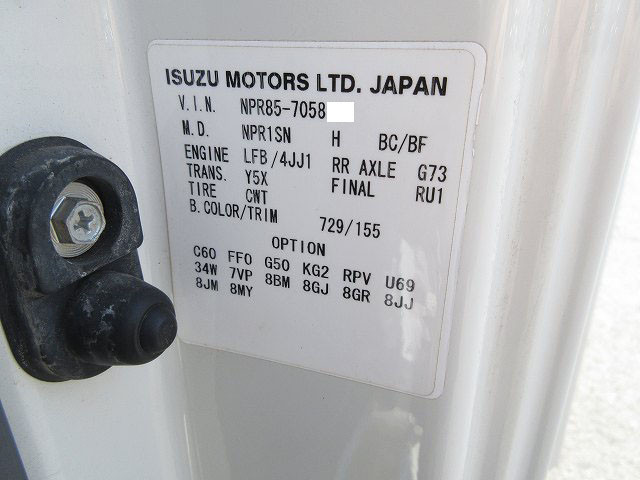 ISUZU MOTORS LTD. JAPAN
V.I.N. NPR85-7058
M.D. NPR1SN H BC/BF
ENGINE LFB/4JJ1 RR AXLE G73
TRANS. Y5X FINAL RU1
TIRE CWT
B.COLOR/TRIM 729/155
OPTION
C60 FF0 G50 KG2 RPV U69
34W 7VP 8BM 8GJ 8GR 8JJ
8JM 8MY